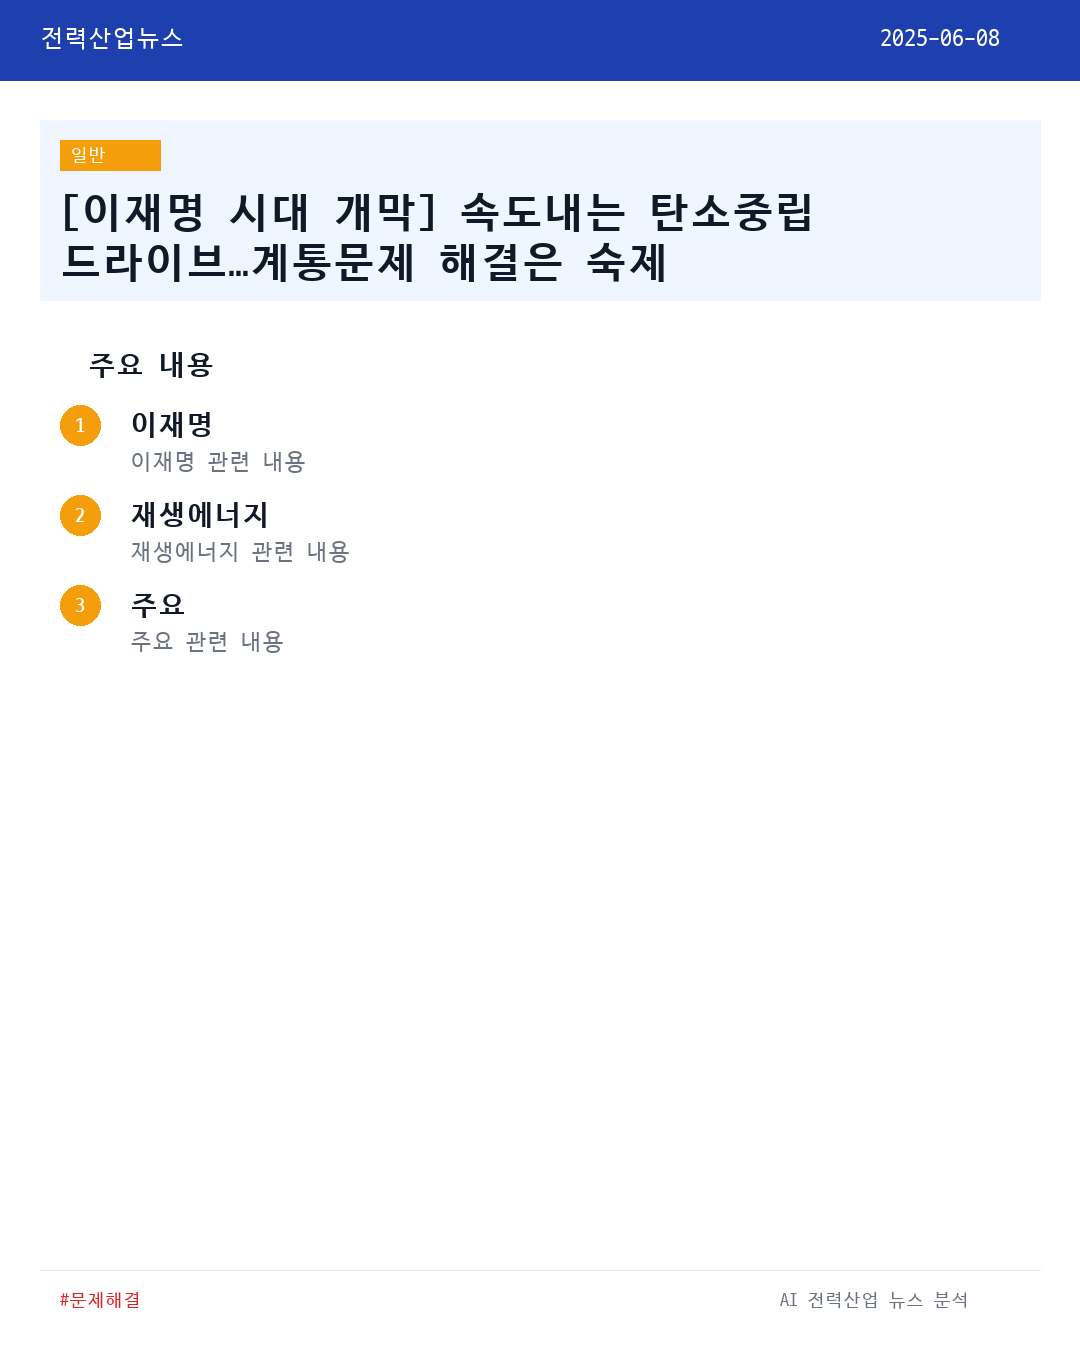 전력산업뉴스
2025-06-08
일반
[이재명 시대 개막] 속도내는 탄소중립
드라이브…계통문제 해결은 숙제
주요 내용
1
이재명
이재명 관련 내용
2
재생에너지
재생에너지 관련 내용
3
주요
주요 관련 내용
#문제해결
AI 전력산업 뉴스 분석